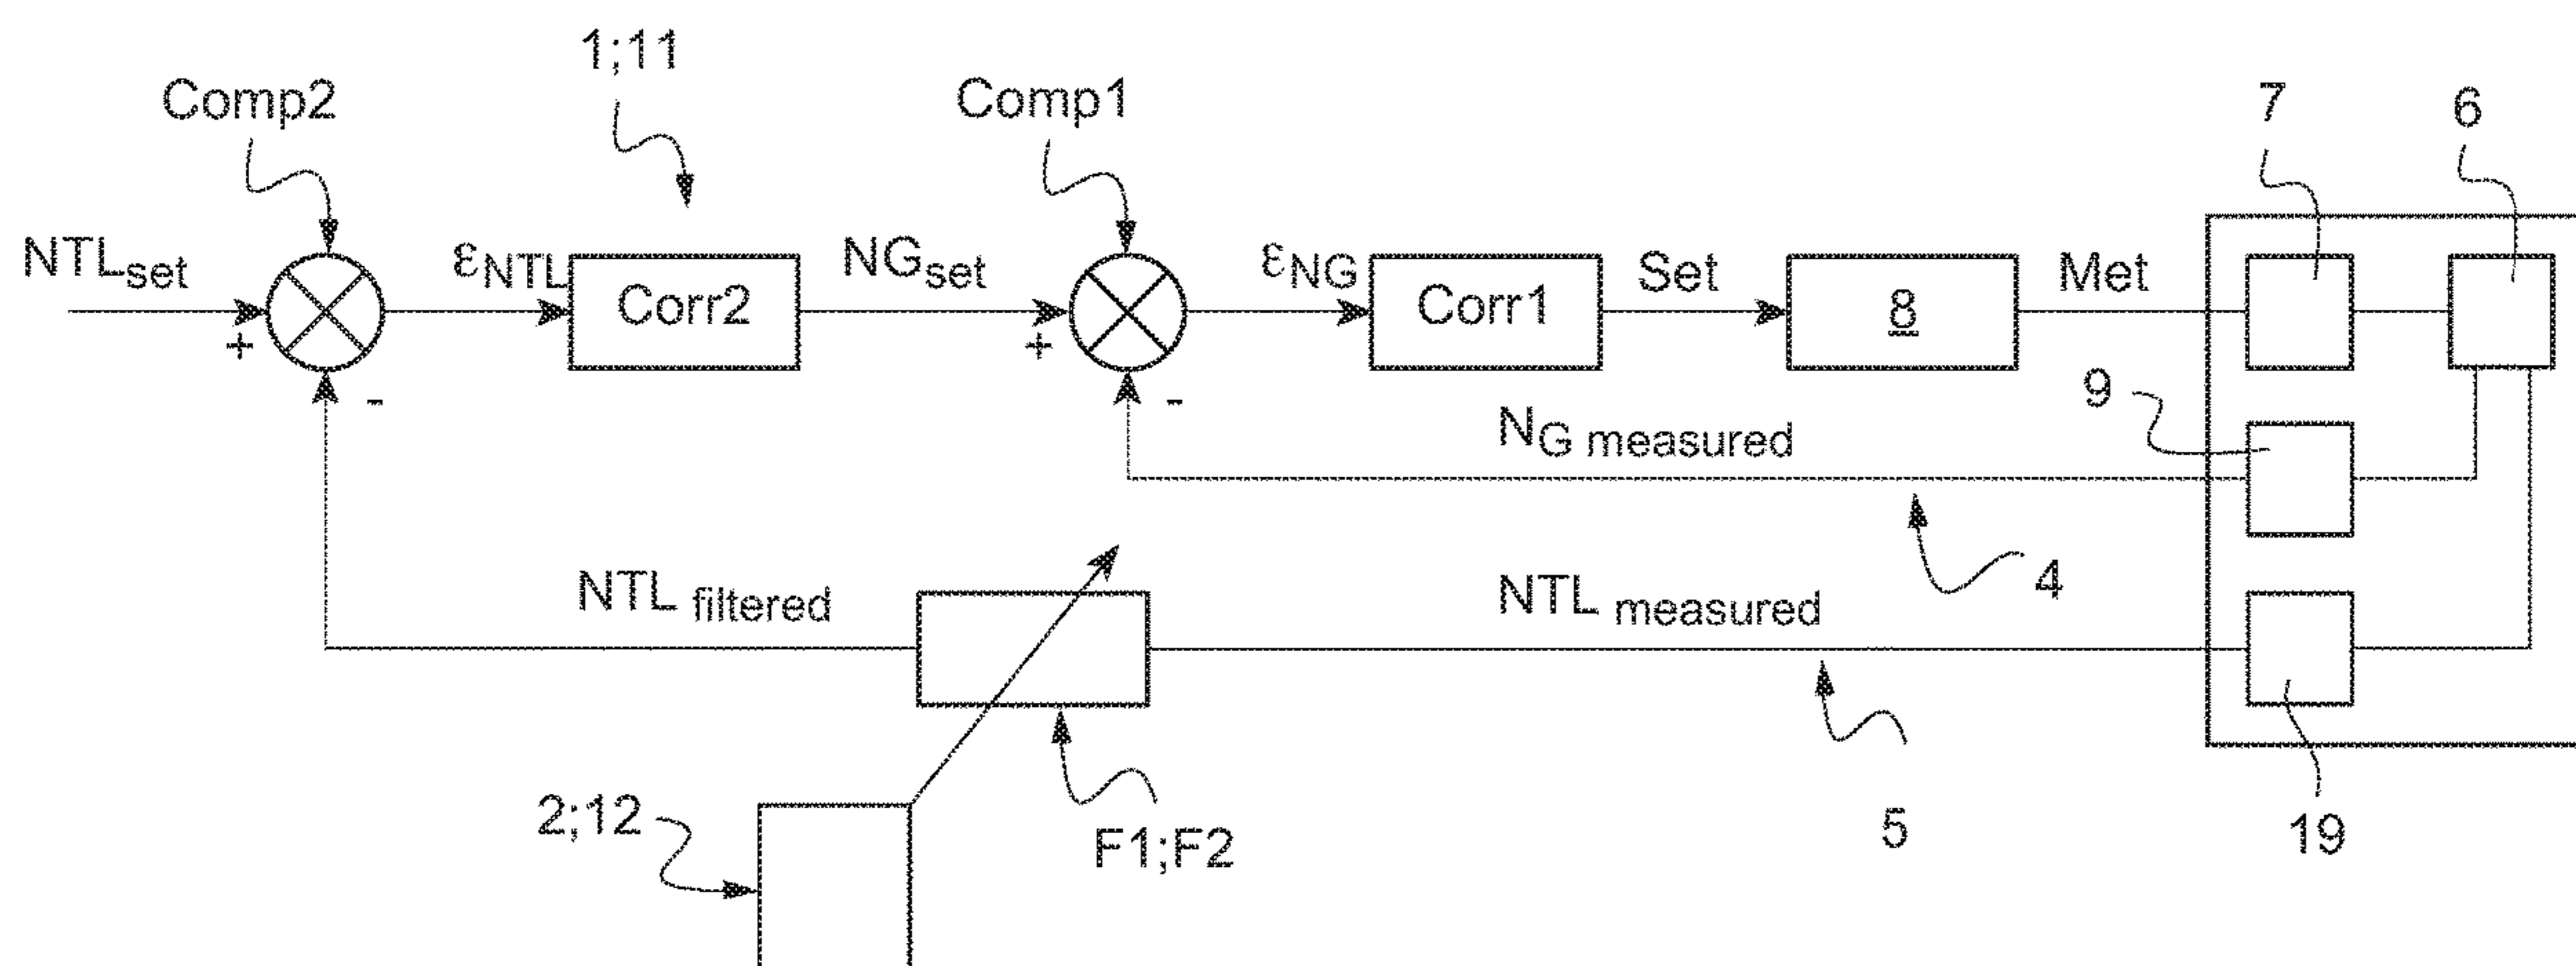 1;11
Comp2
Comp1
7
6
NTLset
εNTL
NGset
εNG
Set
Met
Corr2
Corr1
8
+
+
-
-
9
NG measured
NTL filtered
NTL measured
4
2;12
F1;F2
5
19